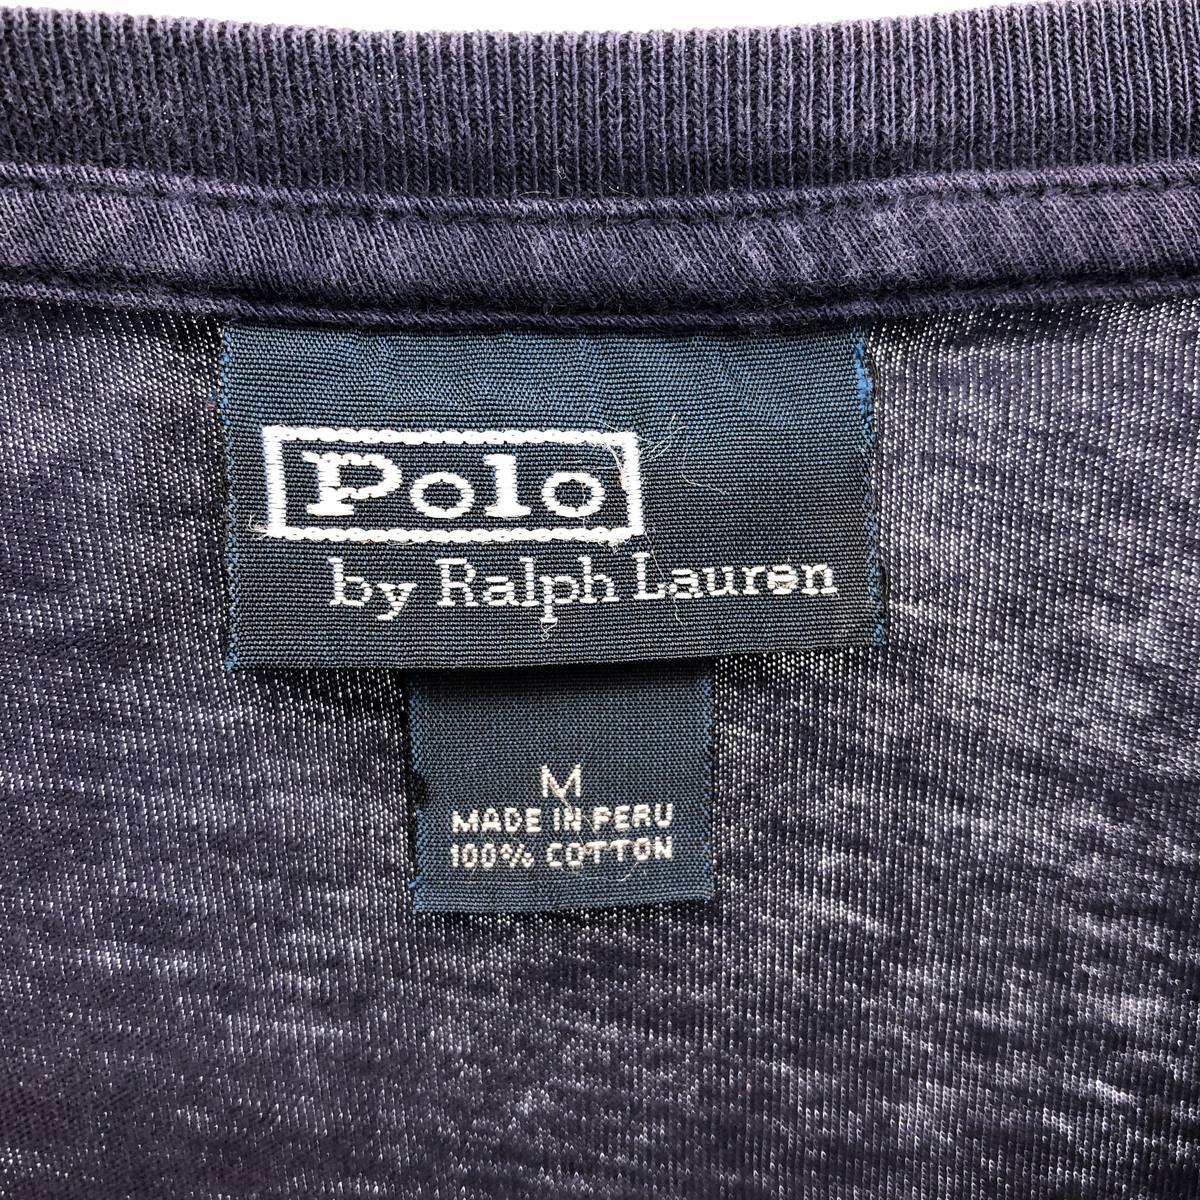 Polo
by Ralph Lauren
M
MADE IN PERU
100% COTTON